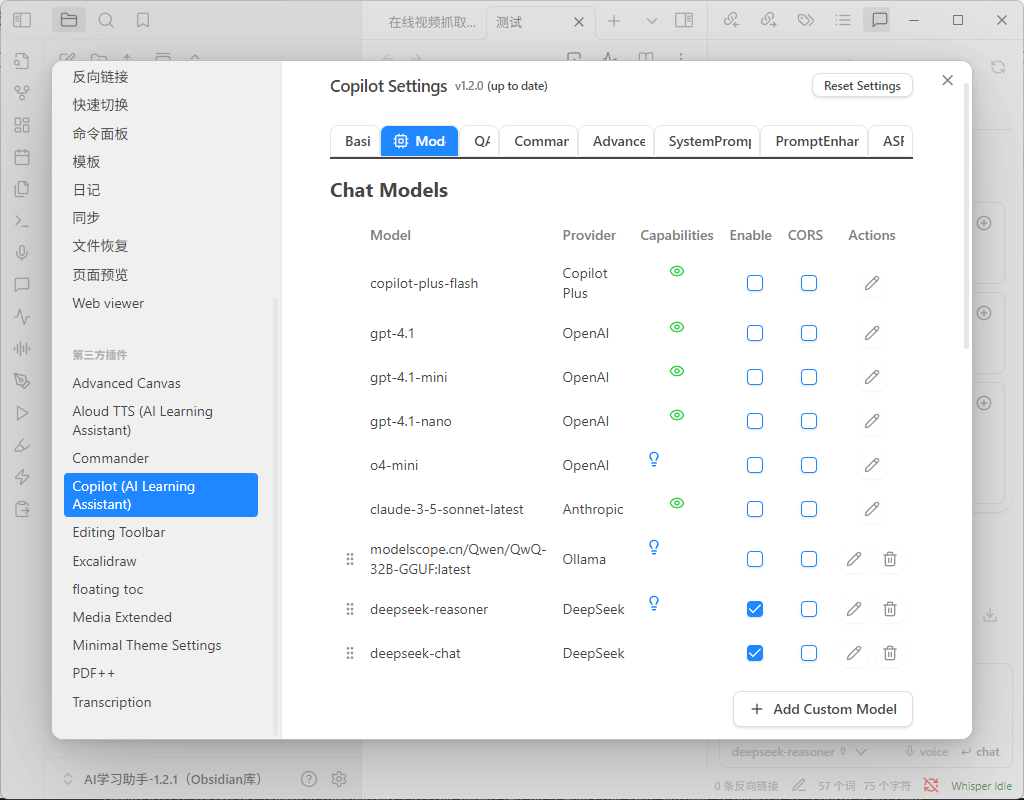 在线视频抓取...
测试
反向链接
快速切换
命令面板
模板
日记
同步
文件恢复
页面预览
Web viewer
第三方插件
Advanced Canvas
Aloud TTS (AI Learning
Assistant)
Commander
Copilot (AI Learning
Assistant)
Editing Toolbar
Excalidraw
floating toc
Media Extended
Minimal Theme Settings
PDF++
Transcription
Copilot Settings v1.2.0 (up to date)
Reset Settings
Basi
Mod
QA
Commar
Advance
SystemPromp
PromptEnhar
ASF
Chat Models
Model Provider Capabilities Enable CORS Actions
copilot-plus-flash Copilot
Plus
gpt-4.1 OpenAI
gpt-4.1-mini OpenAI
gpt-4.1-nano OpenAI
o4-mini OpenAI
claude-3-5-sonnet-latest Anthropic
modelscope.cn/Qwen/QwQ-
32B-GGUF:latest Ollama
deepseek-reasoner DeepSeek
deepseek-chat DeepSeek
Add Custom Model
deepseek-reasoner voice chat
AI学习助手-1.2.1（Obsidian库）
0 条反向链接 57 个词 75 个字符 Whisper Idle